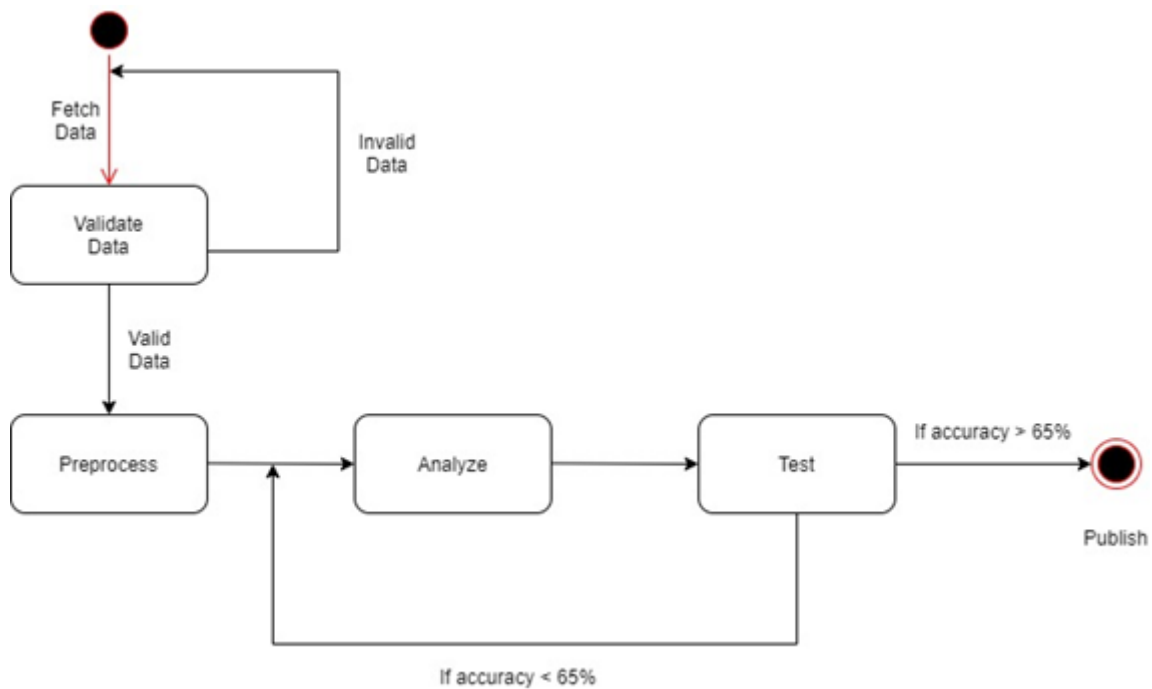 Fetch
Data
Invalid
Data
Validate
Data
Valid
Data
Preprocess
Analyze
Test
If accuracy > 65%
Publish
If accuracy < 65%